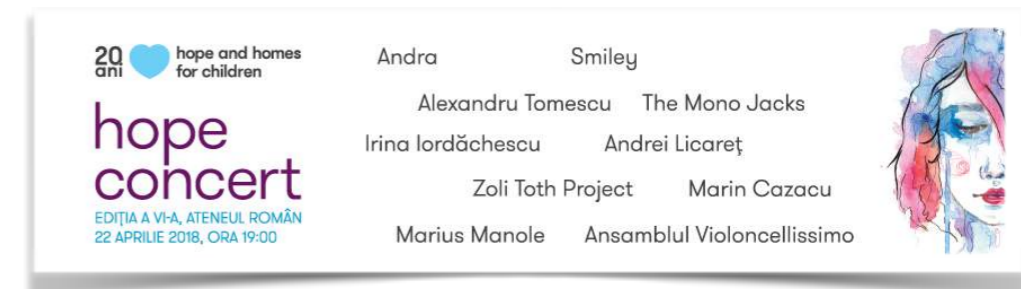 20 ani
hope and homes
for children
hope
concert
EDIȚIA A VI-A, ATENEUL ROMÂN
22 APRILIE 2018, ORA 19:00
Andra Smiley
Alexandru Tomescu The Mono Jacks
Irina Iordăchescu Andrei Licareţ
Zoli Toth Project Marin Cazacu
Marius Manole Ansamblul Violoncellissimo